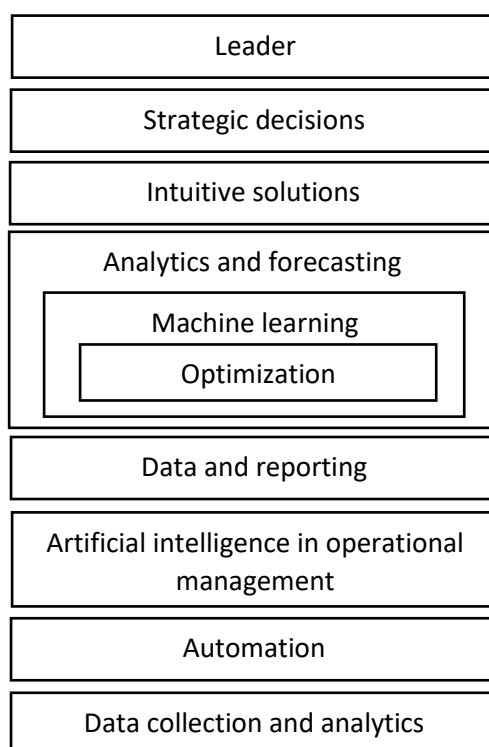 Leader
Strategic decisions
Intuitive solutions
Analytics and forecasting
Machine learning
Optimization
Data and reporting
Artificial intelligence in operational
management
Automation
Data collection and analytics